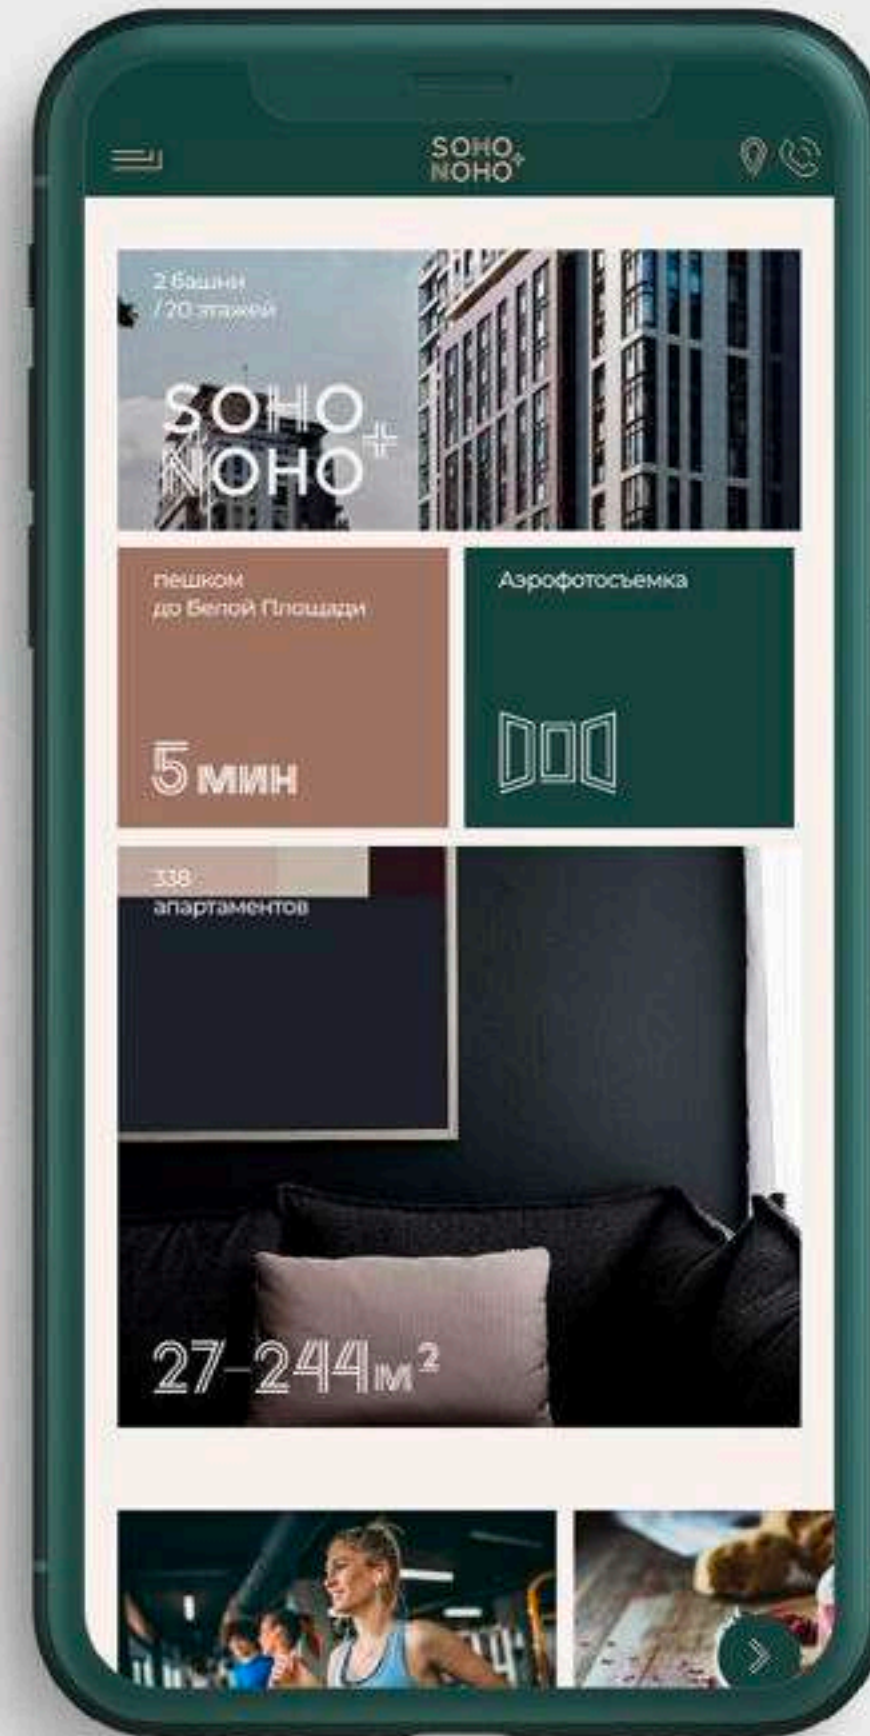 SOHO
NOHO+
2 башни
/ 20 этажей
SOHO
NOHO+
пешком
до Белой Площади
5 мин
Аэрофотосъемка
338
апартаментов
27–244 м²